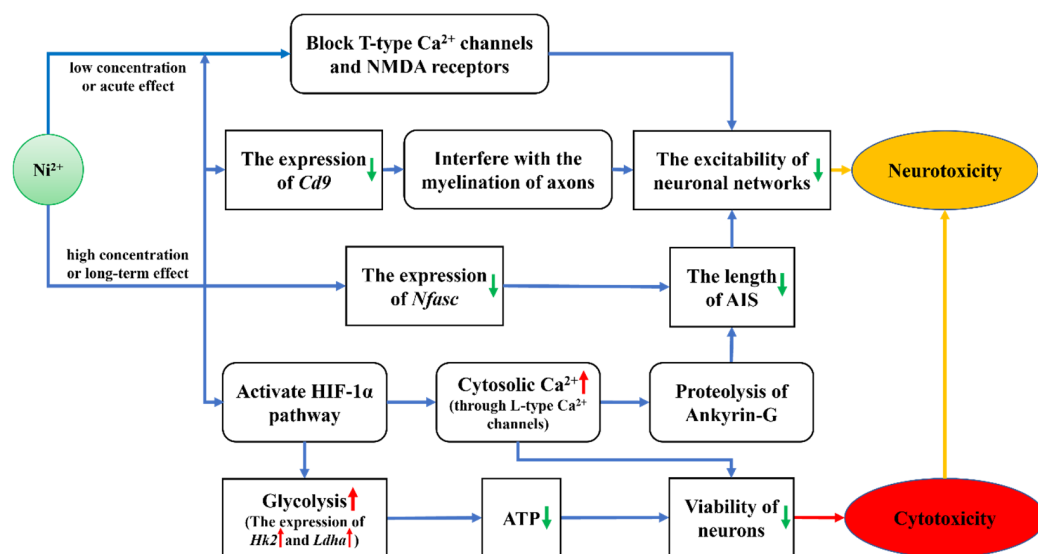 Block T-type Ca²⁺ channels
and NMDA receptors
low concentration
or acute effect
Ni²⁺
The expression
of Cd9
Interfere with the
myelination of axons
The excitability of
neuronal networks
Neurotoxicity
high concentration
or long-term effect
The expression
of Nfasc
The length
of AIS
Activate HIF-1α
pathway
Cytosolic Ca²⁺
(through L-type Ca²⁺
channels)
Proteolysis of
Ankyrin-G
Glycolysis
(The expression of
Hk2 and Ldha )
ATP
Viability of
neurons
Cytotoxicity